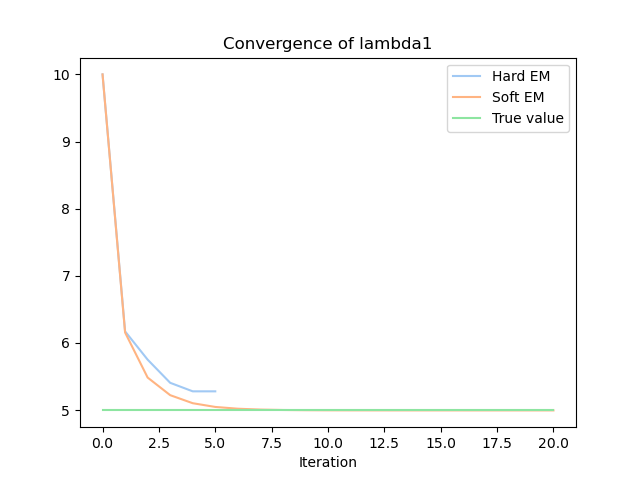 Convergence of lambda1
Hard EM
Soft EM
True value
10
9
8
7
6
5
0.0 2.5 5.0 7.5 10.0 12.5 15.0 17.5 20.0
Iteration